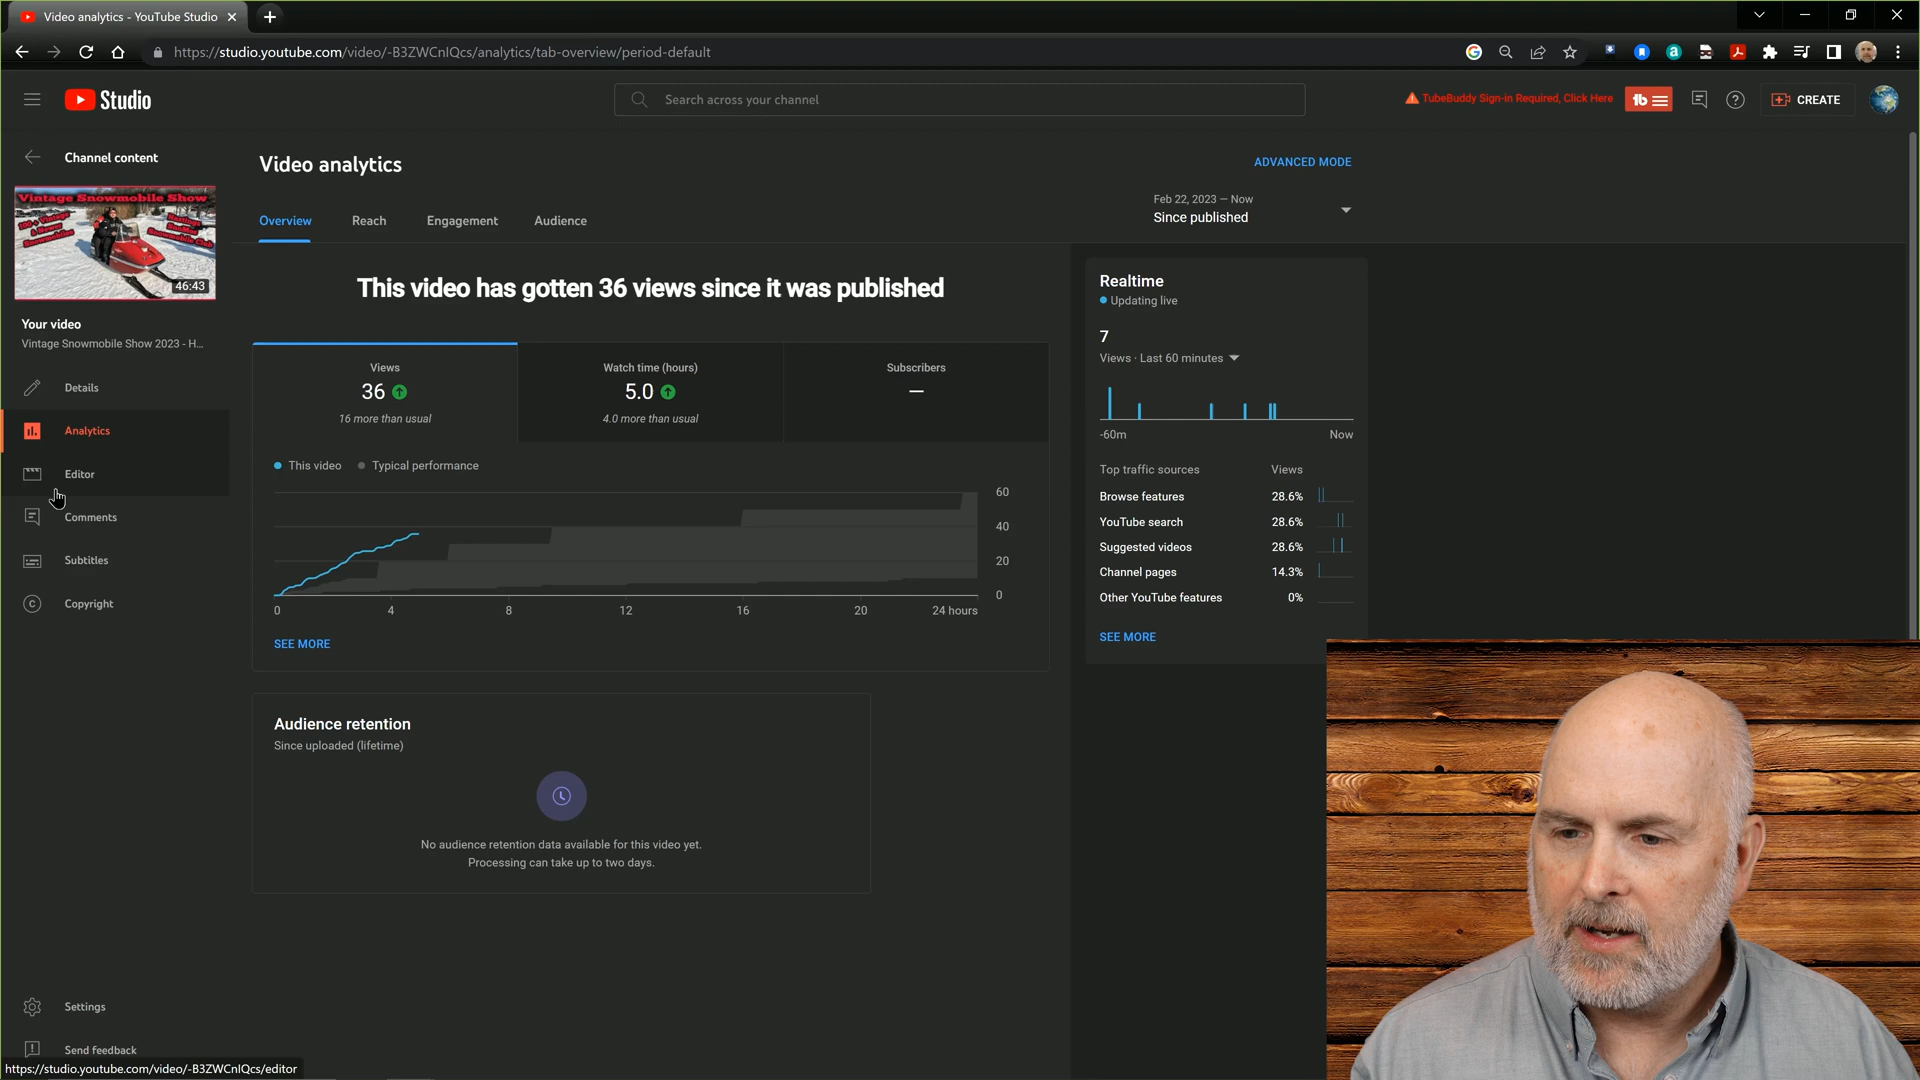 Video analytics - YouTube Studio
https://studio.youtube.com/video/-B3ZWCnIQcs/analytics/tab-overview/period-default
Studio
Search across your channel
TubeBuddy Sign-in Required, Click Here
tb
CREATE
Channel content
Vintage Snowmobile Show
46:43
Your video
Vintage Snowmobile Show 2023 - H...
Details
Analytics
Editor
Comments
Subtitles
Copyright
Settings
Send feedback
https://studio.youtube.com/video/-B3ZWCnIQcs/editor
Video analytics
ADVANCED MODE
Overview
Reach
Engagement
Audience
Feb 22, 2023 — Now
Since published
This video has gotten 36 views since it was published
Views
36
16 more than usual
Watch time (hours)
5.0
4.0 more than usual
Subscribers
—
This video
Typical performance
60
40
20
0
0
4
8
12
16
20
24 hours
SEE MORE
Audience retention
Since uploaded (lifetime)
No audience retention data available for this video yet.
Processing can take up to two days.
Realtime
Updating live
7
Views · Last 60 minutes
-60m
Now
Top traffic sources
Views
Browse features
28.6%
YouTube search
28.6%
Suggested videos
28.6%
Channel pages
14.3%
Other YouTube features
0%
SEE MORE